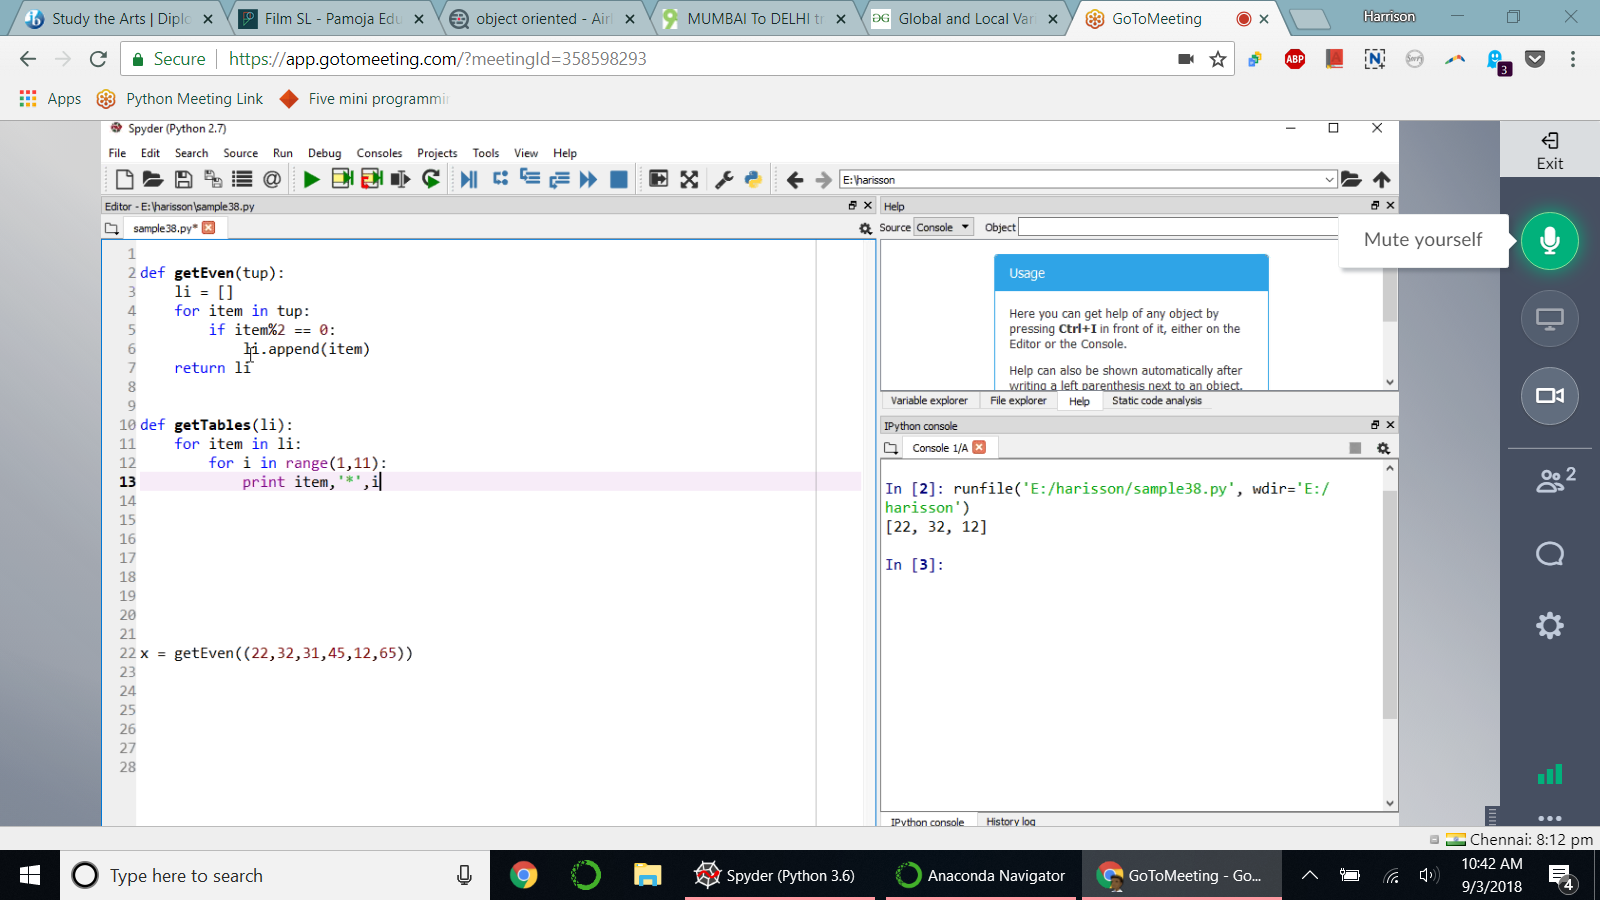 Study the Arts | Diplo
Film SL - Pamoja Edu
object oriented - Air
MUMBAI To DELHI tr
Global and Local Var
GoToMeeting
Harrison
Secure
https://app.gotomeeting.com/?meetingId=358598293
ABP
N
3
Apps
Python Meeting Link
Five mini programmin
Spyder (Python 2.7)
File Edit Search Source Run Debug Consoles Projects Tools View Help
E:\harisson
Editor - E:\harisson\sample38.py
sample38.py*
1
2 def getEven(tup):
3 li = []
4 for item in tup:
5 if item%2 == 0:
6 li.append(item)
7 return li
8
9
10 def getTables(li):
11 for item in li:
12 for i in range(1,11):
13 print item,'*',i
14
15
16
17
18
19
20
21
22 x = getEven((22,32,31,45,12,65))
23
24
25
26
27
28
Help
Source Console Object
Usage
Here you can get help of any object by
pressing Ctrl+I in front of it, either on the
Editor or the Console.
Help can also be shown automatically after
writing a left parenthesis next to an object.
Variable explorer File explorer Help Static code analysis
IPython console
Console 1/A
In [2]: runfile('E:/harisson/sample38.py', wdir='E:/
harisson')
[22, 32, 12]
In [3]:
IPython console History log
Exit
Mute yourself
2
Chennai: 8:12 pm
Type here to search
Spyder (Python 3.6)
Anaconda Navigator
GoToMeeting - Go...
10:42 AM
9/3/2018
4